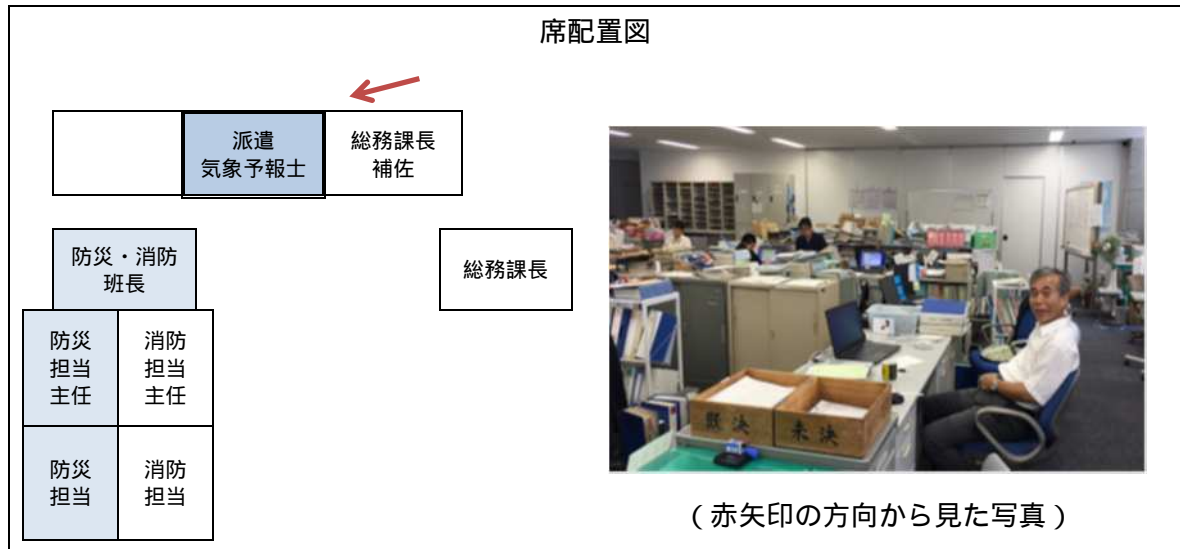 席配置図
派遣
気象予報士
総務課長
補佐
防災・消防
班長
総務課長
防災
担当
主任
消防
担当
主任
防災
担当
消防
担当
既決
未決
(赤矢印の方向から見た写真)